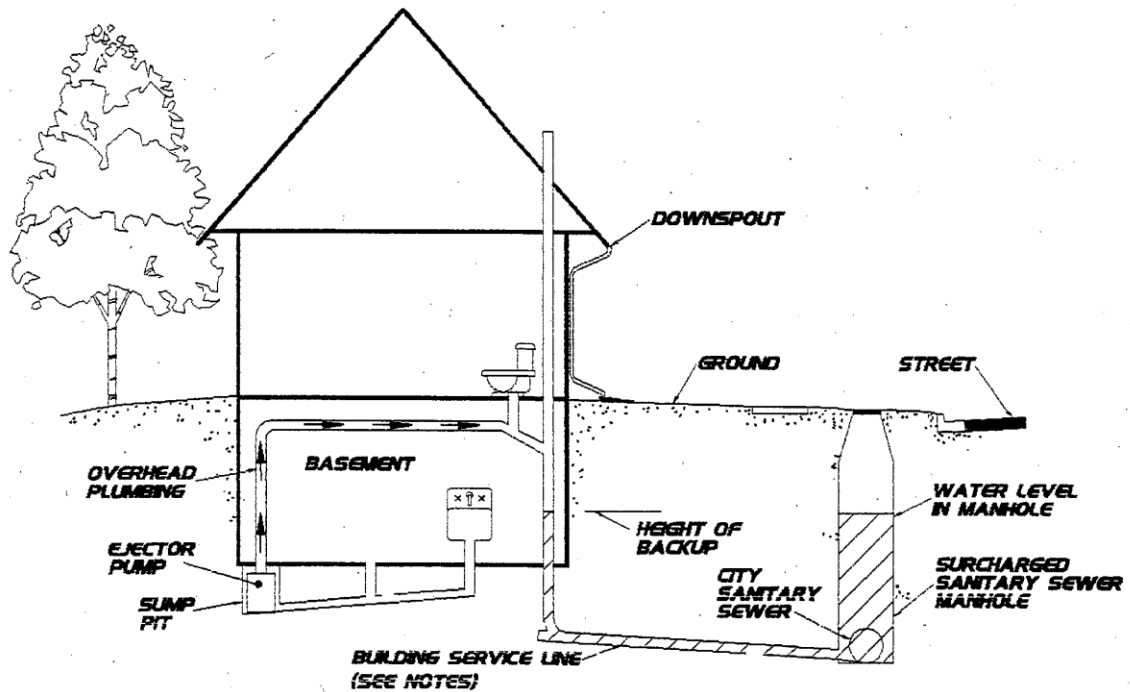 DOWNSPOUT
GROUND
STREET
OVERHEAD
PLUMBING
BASEMENT
WATER LEVEL
IN MANHOLE
HEIGHT OF
BACKUP
EJECTOR
PUMP
CITY
SANITARY
SEWER
SURCHARGED
SANITARY SEWER
MANHOLE
SUMP
PIT
BUILDING SERVICE LINE
(SEE NOTES)